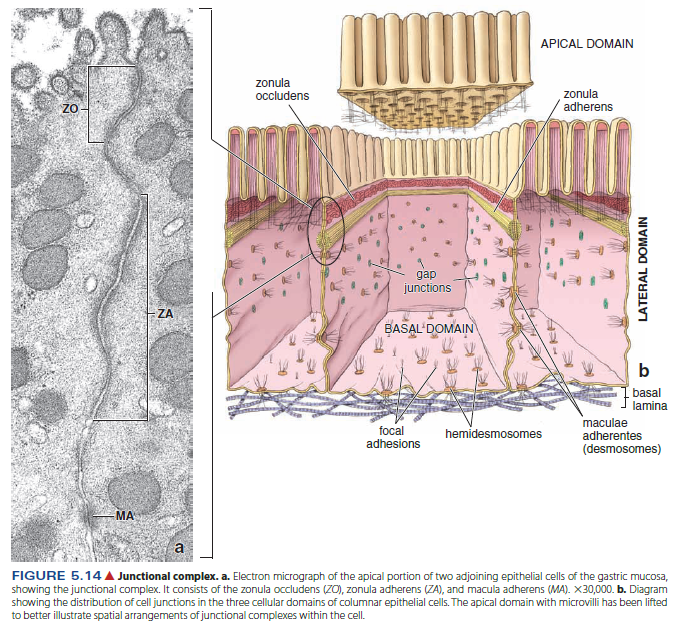 ZO
ZA
MA
a
APICAL DOMAIN
zonula
occludens
zonula
adherens
gap
junctions
BASAL DOMAIN
LATERAL DOMAIN
b
basal
lamina
focal
adhesions
hemidesmosomes
maculae
adherentes
(desmosomes)
FIGURE 5.14 ▲ Junctional complex. a. Electron micrograph of the apical portion of two adjoining epithelial cells of the gastric mucosa,
showing the junctional complex. It consists of the zonula occludens (ZO), zonula adherens (ZA), and macula adherens (MA). ×30,000. b. Diagram
showing the distribution of cell junctions in the three cellular domains of columnar epithelial cells. The apical domain with microvilli has been lifted
to better illustrate spatial arrangements of junctional complexes within the cell.